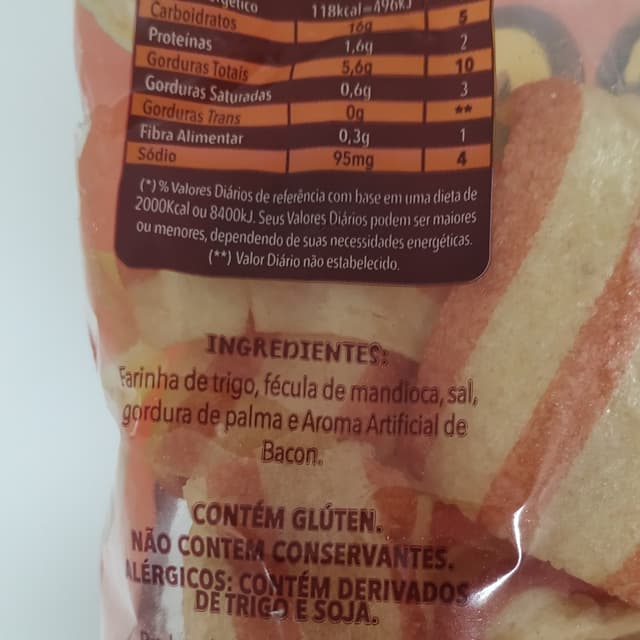 118kcal=496kJ
Carboidratos 16g 5
Proteínas 1,6g 2
Gorduras Totais 5,6g 10
Gorduras Saturadas 0,6g 3
Gorduras Trans 0g **
Fibra Alimentar 0,3g 1
Sódio 95mg 4
(*) % Valores Diários de referência com base em uma dieta de
2000Kcal ou 8400kJ. Seus Valores Diários podem ser maiores
ou menores, dependendo de suas necessidades energéticas.
(**) Valor Diário não estabelecido.
INGREDIENTES:
Farinha de trigo, fécula de mandioca, sal,
gordura de palma e Aroma Artificial de
Bacon.
CONTÉM GLÚTEN.
NÃO CONTÉM CONSERVANTES.
ALÉRGICOS: CONTÉM DERIVADOS
DE TRIGO E SOJA.